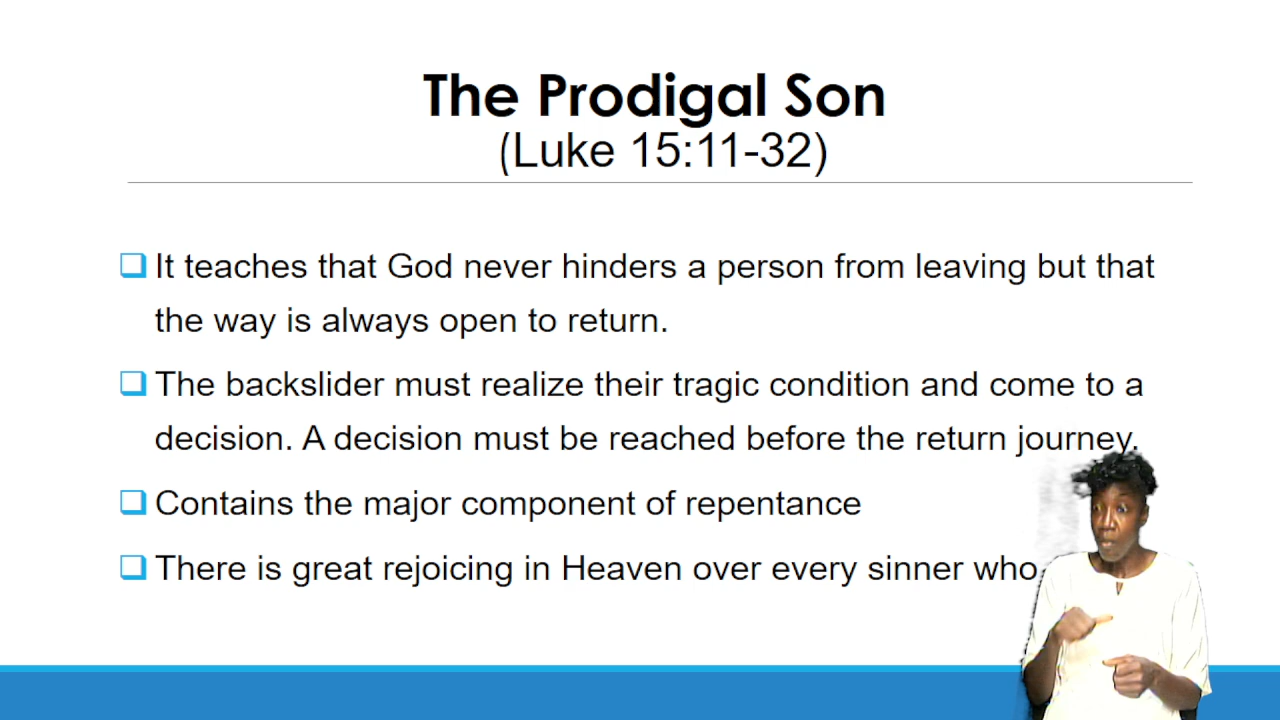 The Prodigal Son
(Luke 15:11-32)
It teaches that God never hinders a person from leaving but that
the way is always open to return.
The backslider must realize their tragic condition and come to a
decision. A decision must be reached before the return journey.
Contains the major component of repentance
There is great rejoicing in Heaven over every sinner who